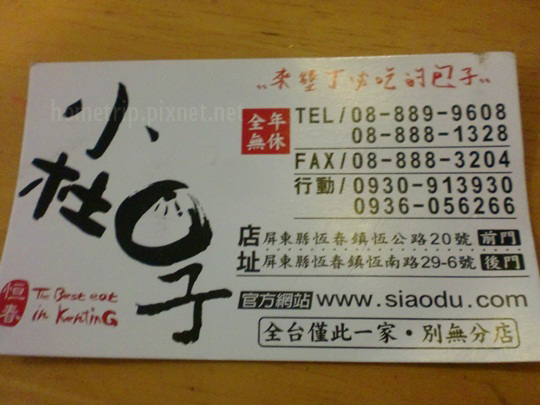 hometrip.pixnet.net
小杜包子
恒春
The Best eat
in KentinG
來墾丁必吃的包子
全年
無休
TEL/08-889-9608
08-888-1328
FAX/08-888-3204
行動/0930-913930
0936-056266
店址
屏東縣恆春鎮恆公路20號 前門
屏東縣恆春鎮恆南路29-6號 後門
官方網站 www.siaodu.com
全台僅此一家·別無分店